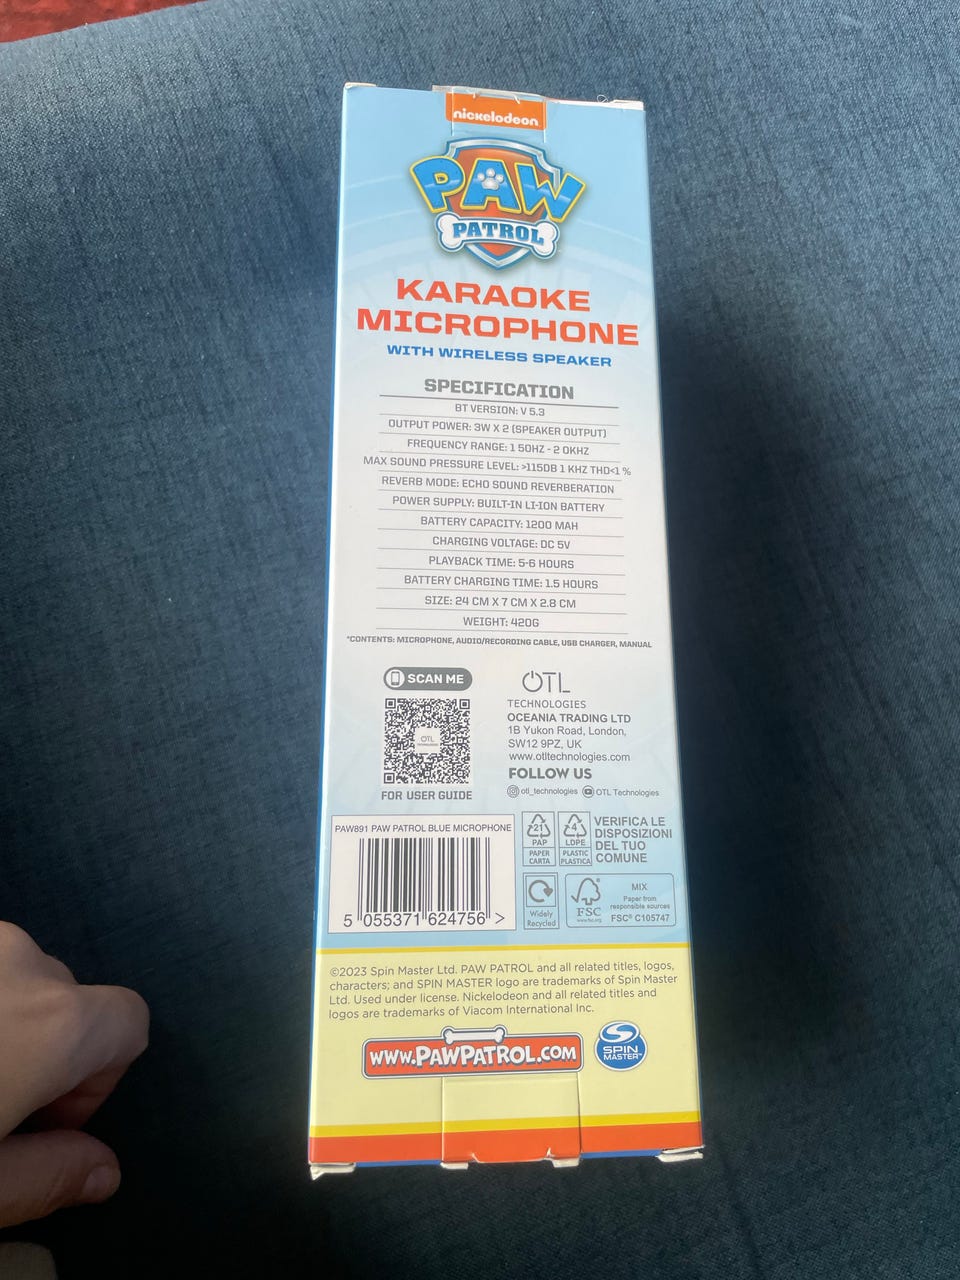 nickelodeon
PAW
PATROL
KARAOKE
MICROPHONE
WITH WIRELESS SPEAKER
SPECIFICATION
BT VERSION: V 5.3
OUTPUT POWER: 3W X 2 (SPEAKER OUTPUT)
FREQUENCY RANGE: 1 50HZ - 2 0KHZ
MAX SOUND PRESSURE LEVEL: >115DB 1 KHZ THD<1 %
REVERB MODE: ECHO SOUND REVERBERATION
POWER SUPPLY: BUILT-IN LI-ION BATTERY
BATTERY CAPACITY: 1200 MAH
CHARGING VOLTAGE: DC 5V
PLAYBACK TIME: 5-6 HOURS
BATTERY CHARGING TIME: 1.5 HOURS
SIZE: 24 CM X 7 CM X 2.8 CM
WEIGHT: 420G
*CONTENTS: MICROPHONE, AUDIO/RECORDING CABLE, USB CHARGER, MANUAL
SCAN ME
OTL
FOR USER GUIDE
OTL
TECHNOLOGIES
OCEANIA TRADING LTD
1B Yukon Road, London,
SW12 9PZ, UK
www.otltechnologies.com
FOLLOW US
otl_technologies OTL Technologies
PAW891 PAW PATROL BLUE MICROPHONE
5 055371 624756 >
21
PAP
PAPER
CARTA
4
LDPE
PLASTIC
PLASTICA
VERIFICA LE
DISPOSIZIONI
DEL TUO
COMUNE
Widely
Recycled
FSC
www.fsc.org
MIX
Paper from
responsible sources
FSC® C105747
©2023 Spin Master Ltd. PAW PATROL and all related titles, logos,
characters; and SPIN MASTER logo are trademarks of Spin Master
Ltd. Used under license. Nickelodeon and all related titles and
logos are trademarks of Viacom International Inc.
WWW.PAWPATROL.COM
SPIN
MASTER™